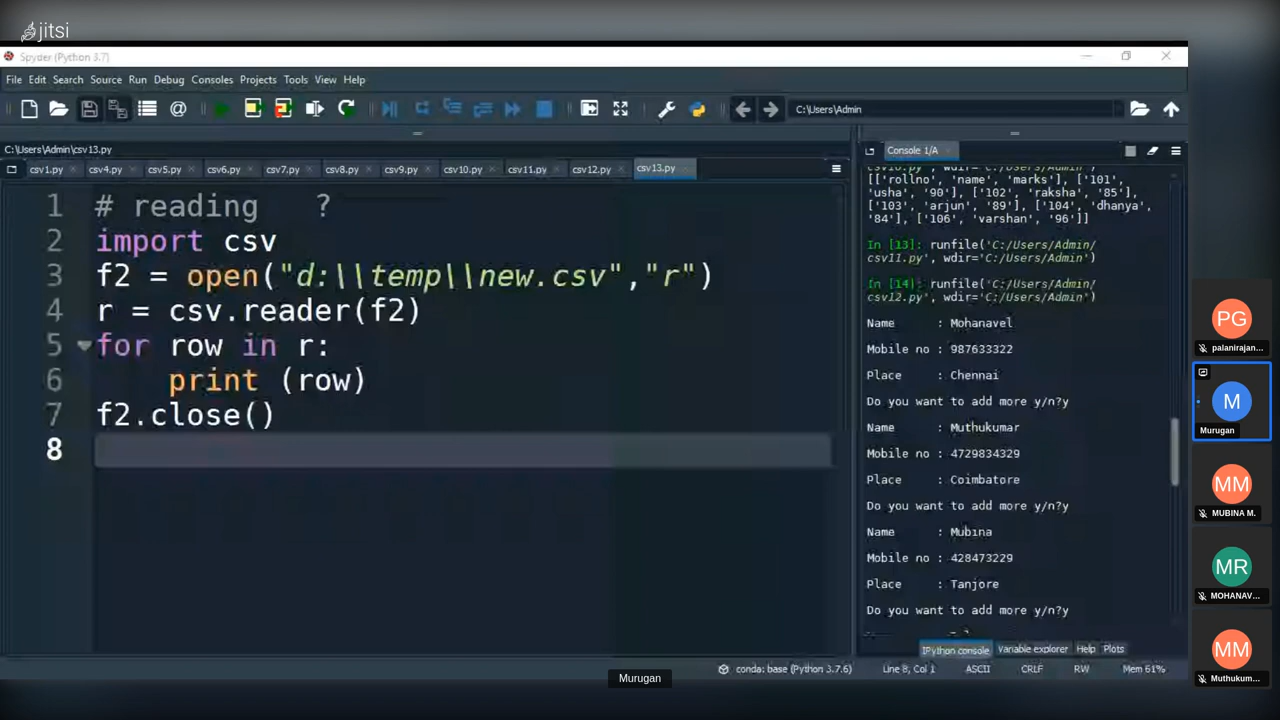 jitsi
Spyder (Python 3.7)
File Edit Search Source Run Debug Consoles Projects Tools View Help
C:\Users\Admin
C:\Users\Admin\csv13.py
csv1.py csv4.py csv5.py csv6.py csv7.py csv8.py csv9.py csv10.py csv11.py csv12.py csv13.py
1 # reading ?
2 import csv
3 f2 = open("d:\\temp\\new.csv","r")
4 r = csv.reader(f2)
5 for row in r:
6 print (row)
7 f2.close()
8
Console 1/A
csv10.py', wdir='C:/Users/Admin')
[['rollno', 'name', 'marks'], ['101',
'usha', '90'], ['102', 'raksha', '85'],
['103', 'arjun', '89'], ['104', 'dhanya',
'84'], ['106', 'varshan', '96']]
In [13]: runfile('C:/Users/Admin/
csv11.py', wdir='C:/Users/Admin')
In [14]: runfile('C:/Users/Admin/
csv12.py', wdir='C:/Users/Admin')
Name : Mohanavel
Mobile no : 987633322
Place : Chennai
Do you want to add more y/n?y
Name : Muthukumar
Mobile no : 4729834329
Place : Coimbatore
Do you want to add more y/n?y
Name : Mubina
Mobile no : 428473229
Place : Tanjore
Do you want to add more y/n?y
IPython console Variable explorer Help Plots
conda: base (Python 3.7.6) Line 8, Col 1 ASCII CRLF RW Mem 61%
Murugan
PG
palanirajan...
M
Murugan
MM
MUBINA M.
MR
MOHANAV...
MM
Muthukum...